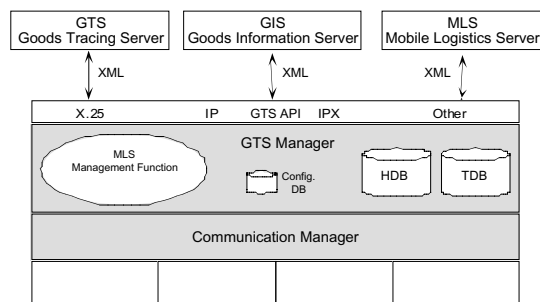 GTS
Goods Tracing Server
GIS
Goods Information Server
MLS
Mobile Logistics Server
XML
XML
XML
X.25 IP GTS API IPX Other
GTS Manager
MLS
Management Function
Config.
DB
HDB
TDB
Communication Manager